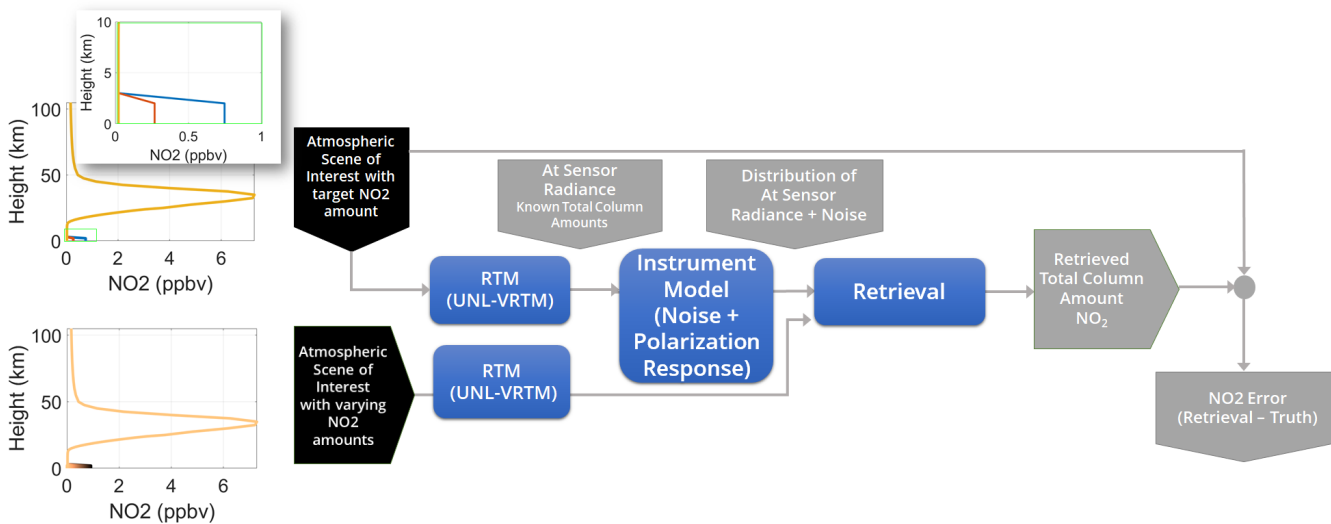 10
5
0
Height (km)
0
0.5
1
NO2 (ppbv)
100
50
0
Height (km)
0
2
4
6
NO2 (ppbv)
Atmospheric
Scene of
Interest with
target NO2
amount
At Sensor
Radiance
Known Total Column
Amounts
Distribution of
At Sensor
Radiance + Noise
RTM
(UNL-VRTM)
Instrument
Model
(Noise +
Polarization
Response)
Retrieval
Retrieved
Total Column
Amount
NO₂
100
50
0
Height (km)
0
2
4
6
NO2 (ppbv)
Atmospheric
Scene of
Interest
with varying
NO2
amounts
RTM
(UNL-VRTM)
NO2 Error
(Retrieval – Truth)